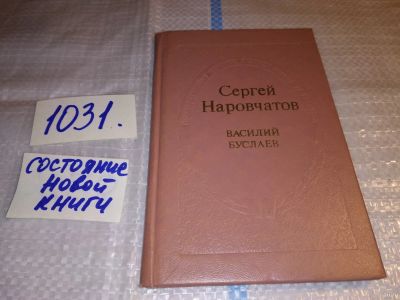 1031.
СОСТОЯНИЕ
НОВОЙ
КНИГИ
Сергей
Наровчатов
ВАСИЛИЙ
БУСЛАЕВ